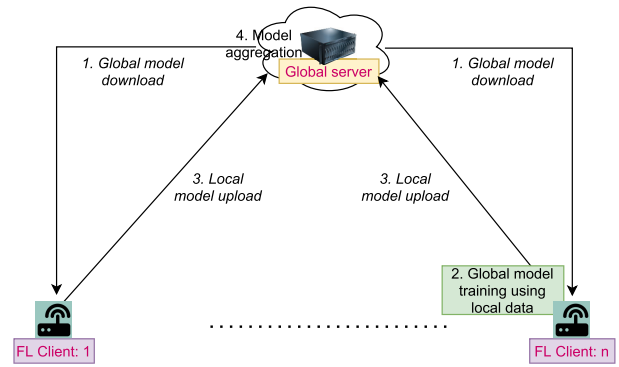 4. Model
aggregation
Global server
1. Global model
download
1. Global model
download
3. Local
model upload
3. Local
model upload
2. Global model
training using
local data
FL Client: 1
FL Client: n